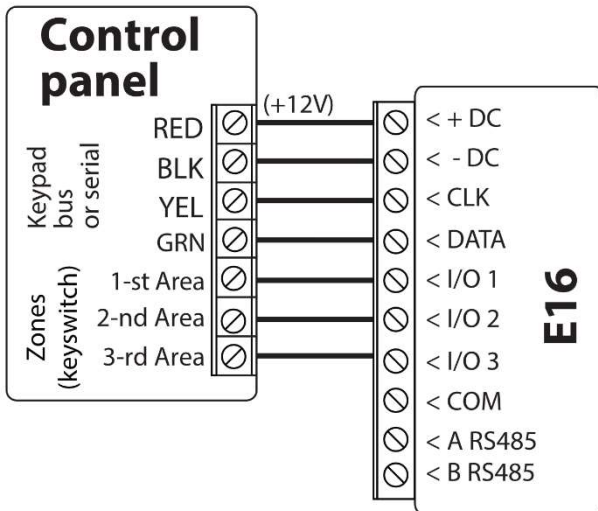 Control
panel
(+12V)
Keypad
bus
or serial
RED
BLK
YEL
GRN
Zones
(keyswitch)
1-st Area
2-nd Area
3-rd Area
< + DC
< - DC
< CLK
< DATA
< I/O 1
< I/O 2
< I/O 3
< COM
< A RS485
< B RS485
E16